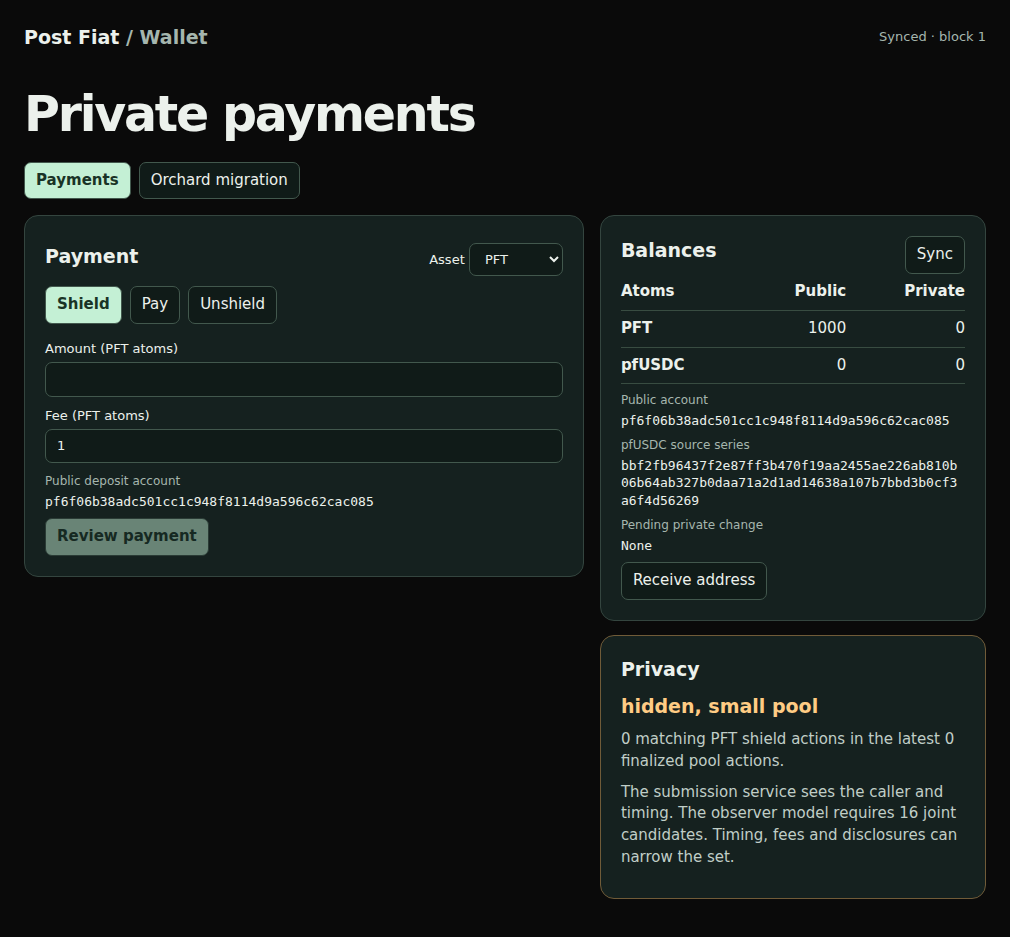 Post Fiat / Wallet
Synced · block 1
Private payments
Payments
Orchard migration
Payment
Asset PFT
Shield
Pay
Unshield
Amount (PFT atoms)
Fee (PFT atoms)
1
Public deposit account
pf6f06b38adc501cc1c948f8114d9a596c62cac085
Review payment
Balances
Sync
Atoms Public Private
PFT 1000 0
pfUSDC 0 0
Public account
pf6f06b38adc501cc1c948f8114d9a596c62cac085
pfUSDC source series
bbf2fb96437f2e87ff3b470f19aa2455ae226ab810b
06b64ab327b0daa71a2d1ad14638a107b7bbd3b0cf3
a6f4d56269
Pending private change
None
Receive address
Privacy
hidden, small pool
0 matching PFT shield actions in the latest 0
finalized pool actions.
The submission service sees the caller and
timing. The observer model requires 16 joint
candidates. Timing, fees and disclosures can
narrow the set.